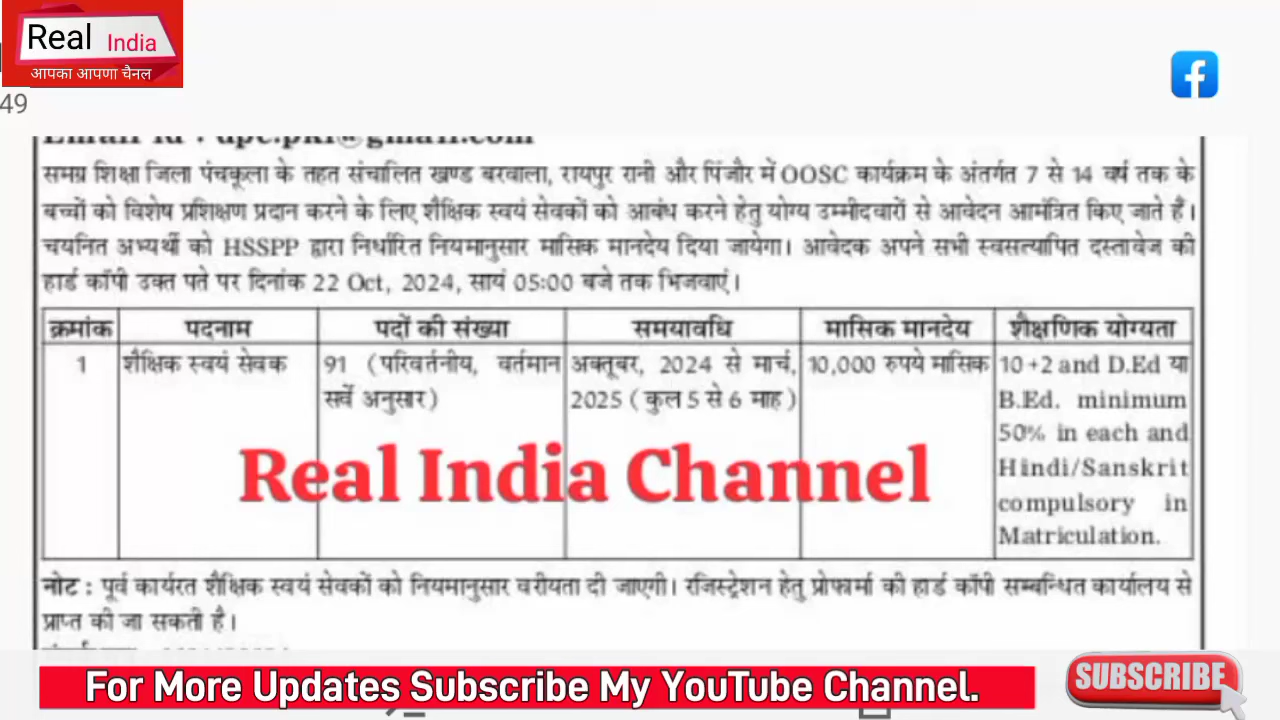 Real India
आपका आपणा चैनल
49
समग्र शिक्षा जिला पंचकूला के तहत संचालित खण्ड बरवाला, रायपुर रानी और पिंजौर में OOSC कार्यक्रम के अंतर्गत 7 से 14 वर्ष तक के
बच्चों को विशेष प्रशिक्षण प्रदान करने के लिए शैक्षिक स्वयं सेवकों को आबंध करने हेतु योग्य उम्मीदवारों से आवेदन आमंत्रित किए जाते हैं।
चयनित अभ्यर्थी को HSSPP द्वारा निर्धारित नियमानुसार मासिक मानदेय दिया जायेगा। आवेदक अपने सभी स्वसत्यापित दस्तावेज की
हार्ड कॉपी उक्त पते पर दिनांक 22 Oct, 2024, सायं 05:00 बजे तक भिजवाएं।
क्रमांक पदनाम पदों की संख्या समयावधि मासिक मानदेय शैक्षणिक योग्यता
1 शैक्षिक स्वयं सेवक 91 (परिवर्तनीय, वर्तमान अक्तूबर, 2024 से मार्च, 10,000 रुपये मासिक 10+2 and D.Ed या
सर्वे अनुसार) 2025 (कुल 5 से 6 माह) B.Ed. minimum
50% in each and
Hindi/Sanskrit
compulsory in
Matriculation.
Real India Channel
नोट : पूर्व कार्यरत शैक्षिक स्वयं सेवकों को नियमानुसार वरीयता दी जाएगी। रजिस्ट्रेशन हेतु प्रोफार्मा की हार्ड कॉपी सम्बन्धित कार्यालय से
प्राप्त की जा सकती है।
For More Updates Subscribe My YouTube Channel.
SUBSCRIBE